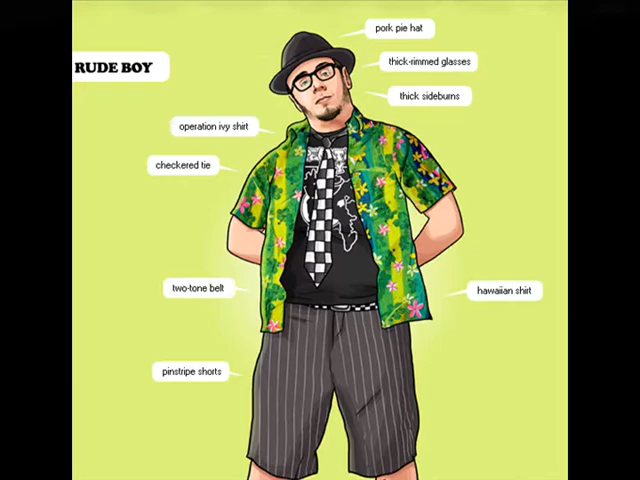 pork pie hat
RUDE BOY
thick-rimmed glasses
thick sideburns
operation ivy shirt
checkered tie
two-tone belt
hawaiian shirt
pinstripe shorts